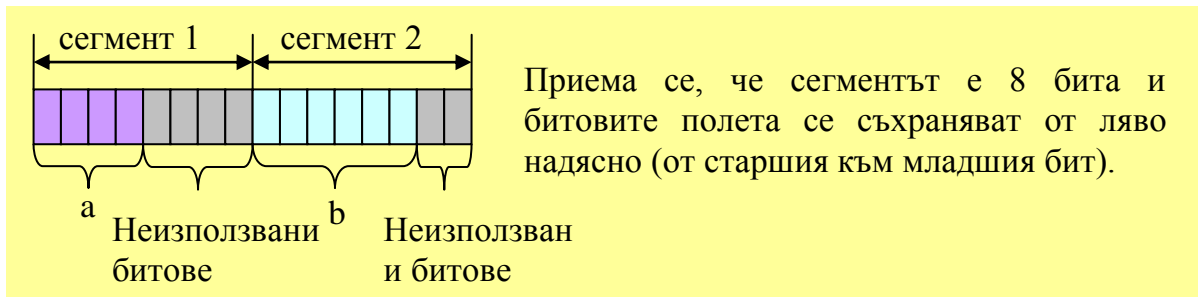 сегмент 1 сегмент 2
Приема се, че сегментът е 8 бита и
битовите полета се съхраняват от ляво
надясно (от старшия към младшия бит).
a b
Неизползвани Неизползван
битове и битове